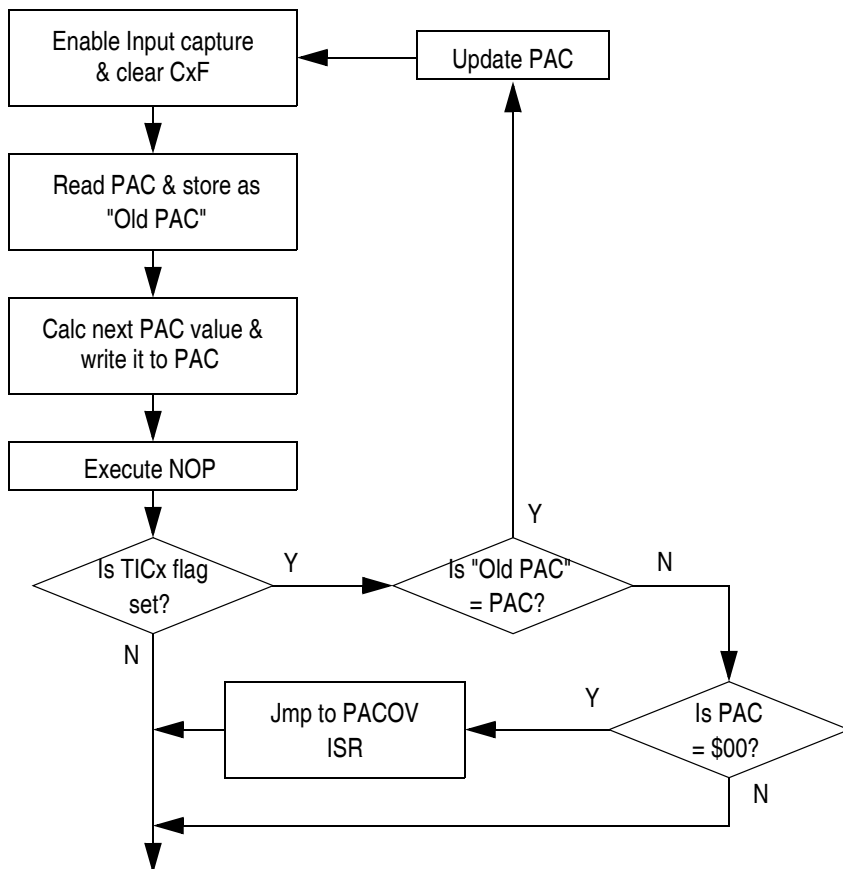 Enable Input capture
& clear CxF
Update PAC
Read PAC & store as
"Old PAC"
Calc next PAC value &
write it to PAC
Execute NOP
Is TICx flag
set?
Y
N
Is "Old PAC"
= PAC?
Y
N
Jmp to PACOV
ISR
Y
Is PAC
= $00?
N